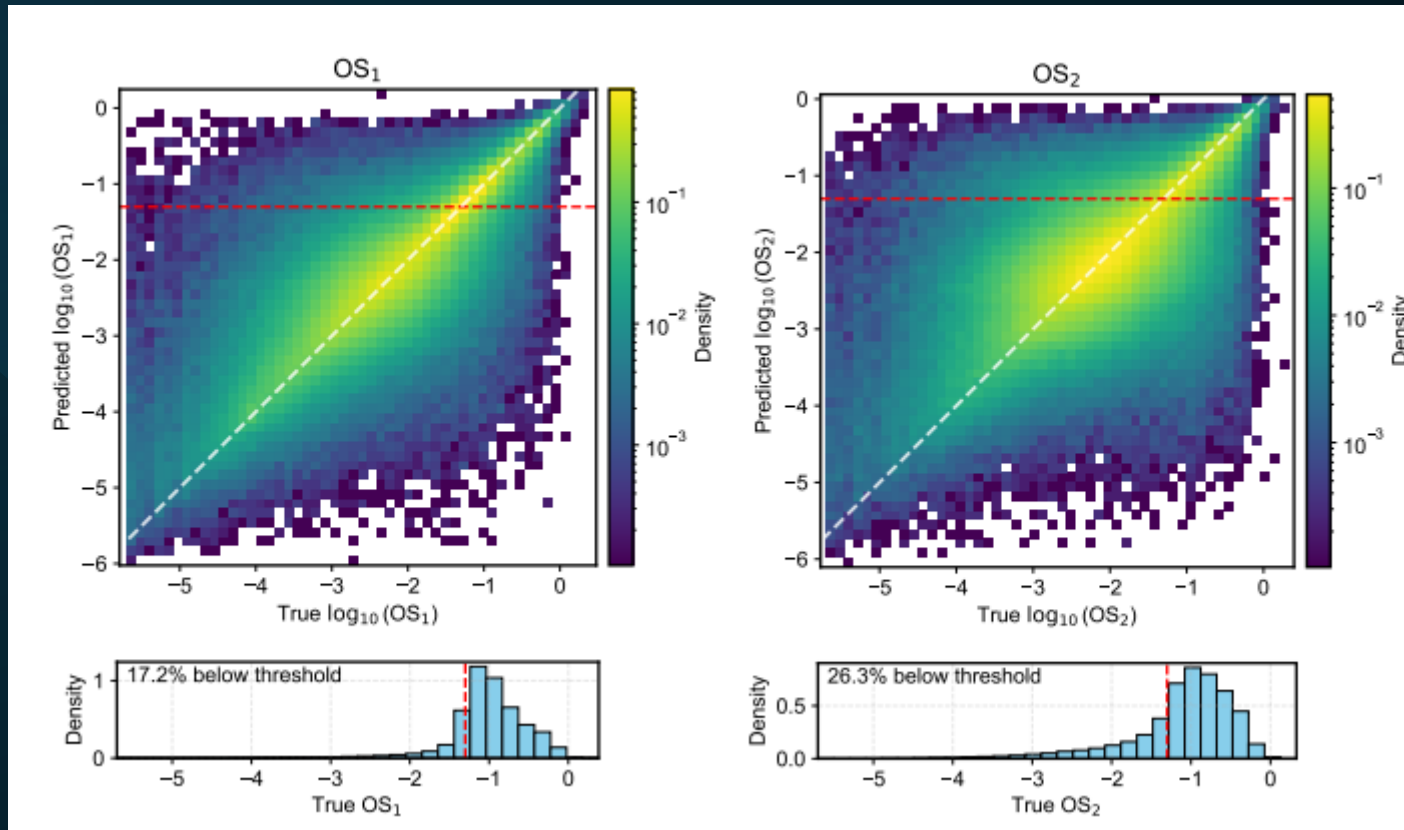 OS₁
0
−1
−2
−3
−4
−5
−6
Predicted log₁₀(OS₁)
−5 −4 −3 −2 −1 0
True log₁₀(OS₁)
10⁻¹
10⁻²
10⁻³
Density
OS₂
0
−1
−2
−3
−4
−5
−6
Predicted log₁₀(OS₂)
−5 −4 −3 −2 −1 0
True log₁₀(OS₂)
10⁻¹
10⁻²
10⁻³
Density
17.2% below threshold
1
0
Density
−5 −4 −3 −2 −1 0
True OS₁
26.3% below threshold
0.5
0.0
Density
−5 −4 −3 −2 −1 0
True OS₂